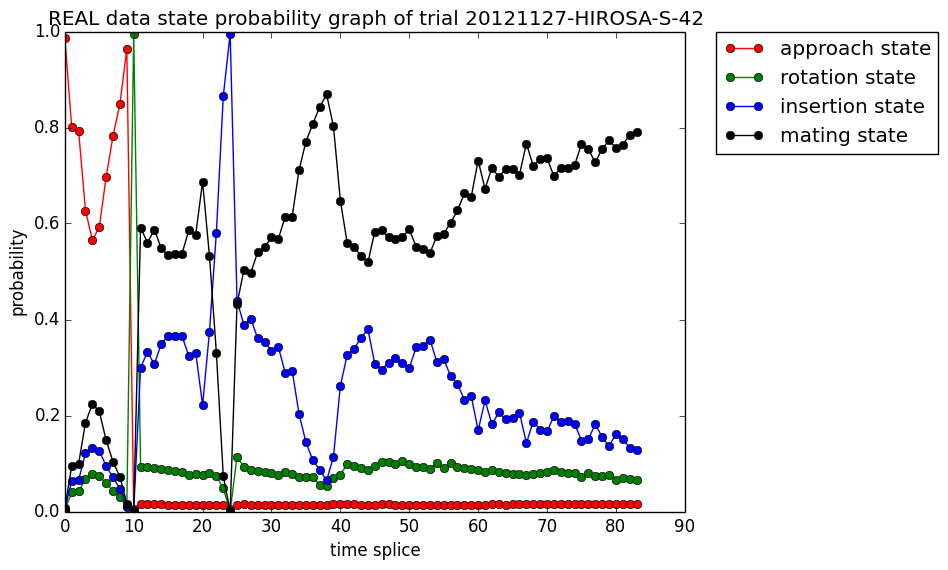 REAL data state probability graph of trial 20121127-HIROSA-S-42
1.0
0.8
0.6
0.4
0.2
0.0
probability
0 10 20 30 40 50 60 70 80 90
time splice
approach state
rotation state
insertion state
mating state